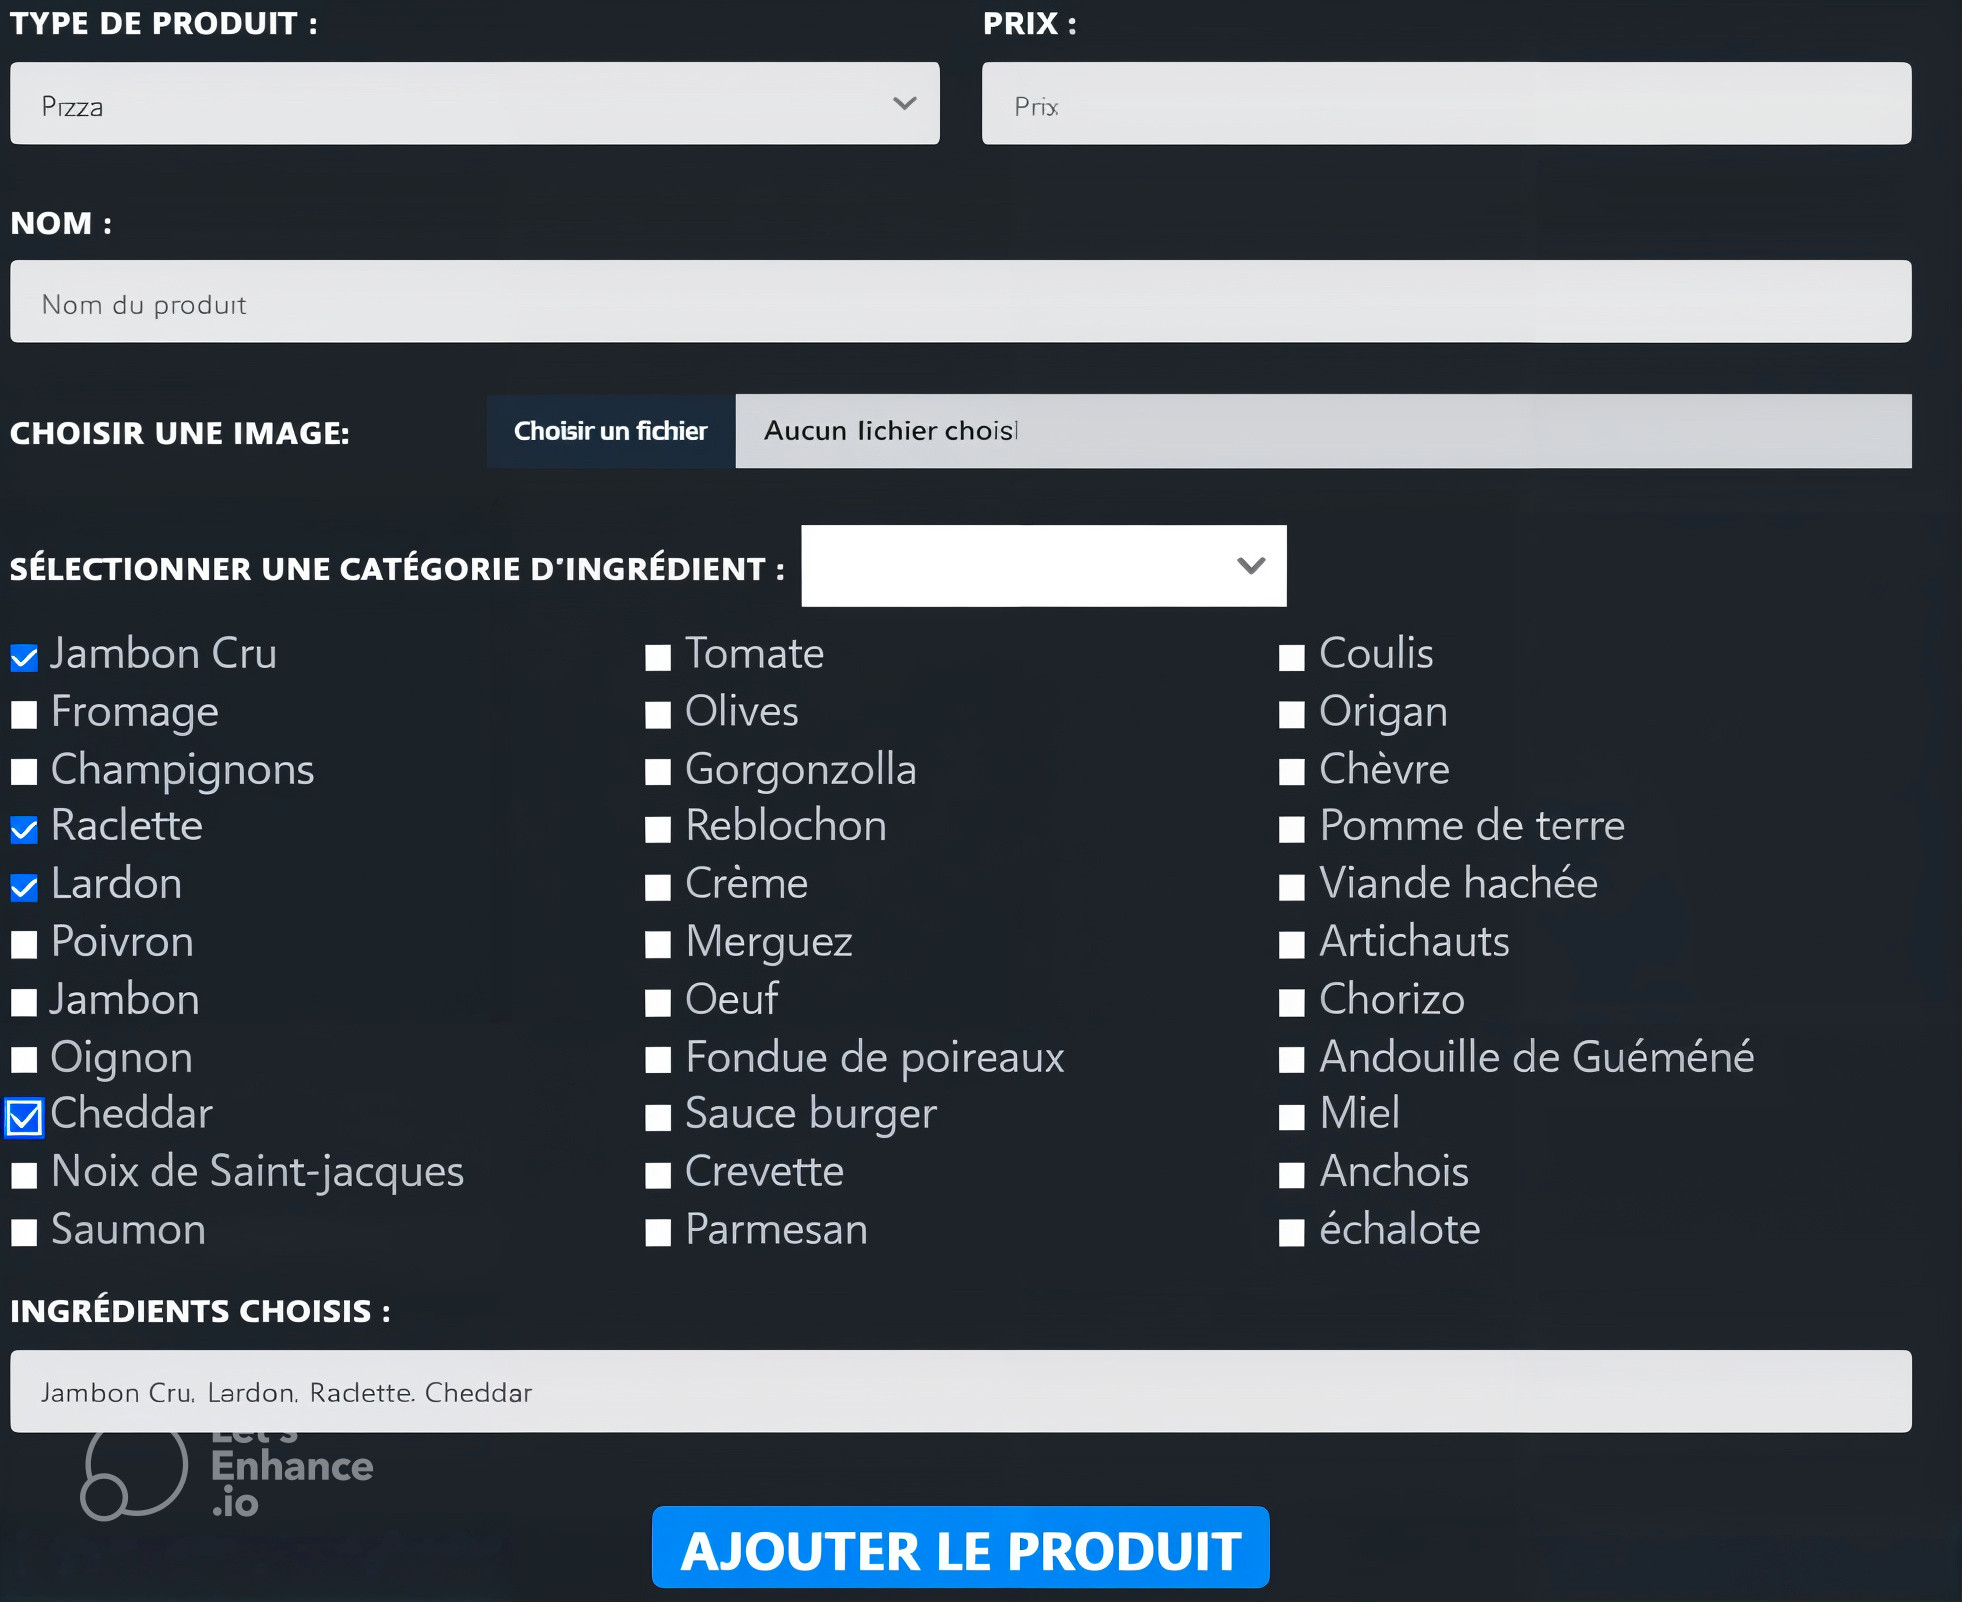 TYPE DE PRODUIT : PRIX :
Pizza Prix
NOM :
Nom du produit
CHOISIR UNE IMAGE: Choisir un fichier Aucun fichier choisi
SÉLECTIONNER UNE CATÉGORIE D'INGRÉDIENT :
Jambon Cru Tomate Coulis
Fromage Olives Origan
Champignons Gorgonzolla Chèvre
Raclette Reblochon Pomme de terre
Lardon Crème Viande hachée
Poivron Merguez Artichauts
Jambon Oeuf Chorizo
Oignon Fondue de poireaux Andouille de Guéméné
Cheddar Sauce burger Miel
Noix de Saint-jacques Crevette Anchois
Saumon Parmesan échalote
INGRÉDIENTS CHOISIS :
Jambon Cru, Lardon, Raclette, Cheddar
Let's
Enhance
.io
AJOUTER LE PRODUIT